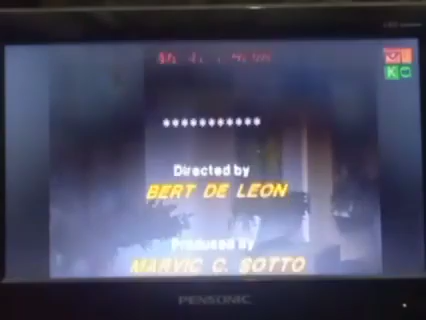 ***********
Directed by
BERT DE LEON
Produced by
MARVIC C. SOTTO
PENSONIC